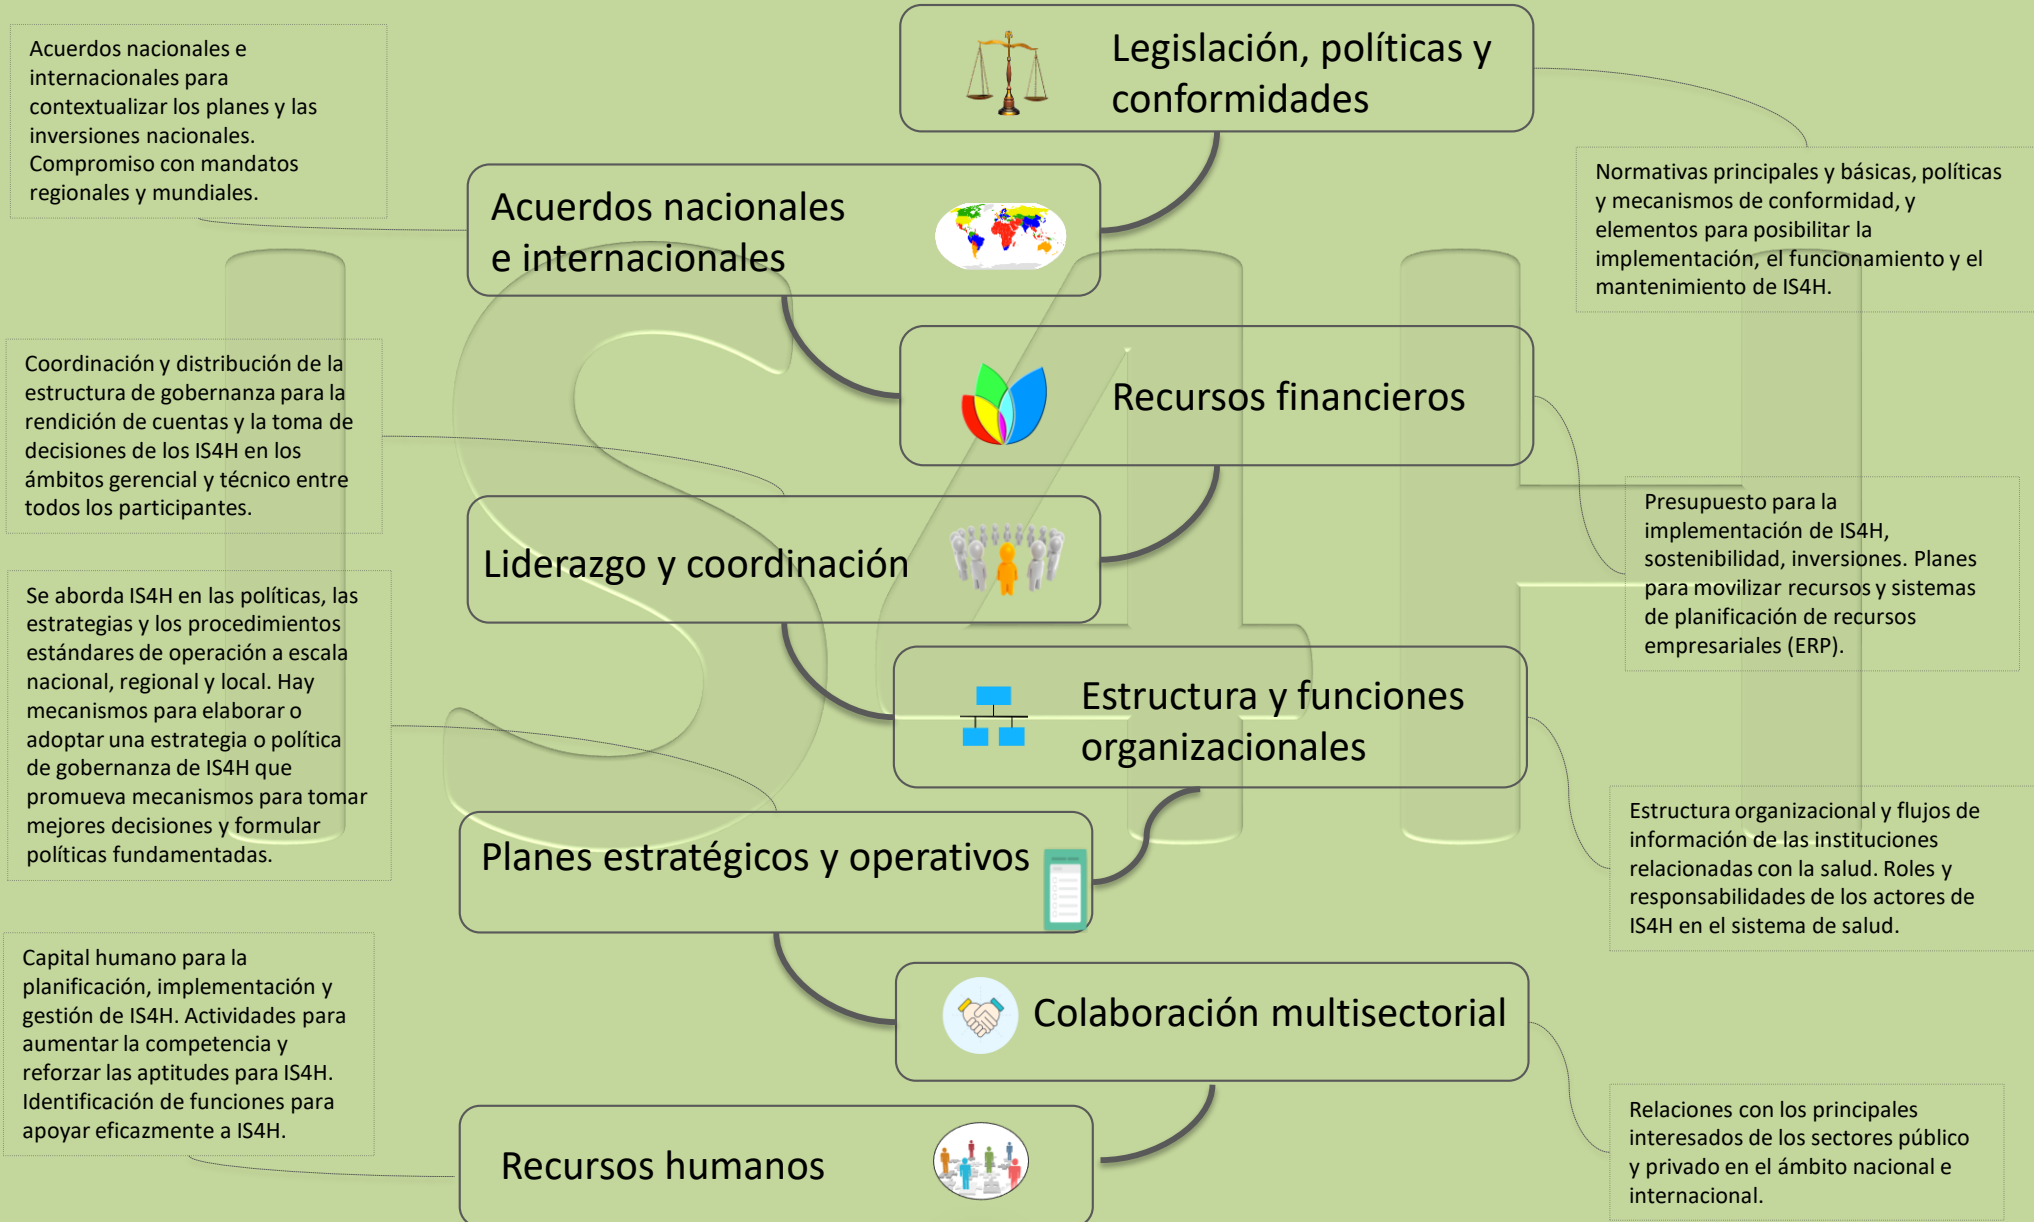 Legislación, políticas y
conformidades
Normativas principales y básicas, políticas
y mecanismos de conformidad, y
elementos para posibilitar la
implementación, el funcionamiento y el
mantenimiento de IS4H.
Acuerdos nacionales e
internacionales para
contextualizar los planes y las
inversiones nacionales.
Compromiso con mandatos
regionales y mundiales.
Acuerdos nacionales
e internacionales
Recursos financieros
Presupuesto para la
implementación de IS4H,
sostenibilidad, inversiones. Planes
para movilizar recursos y sistemas
de planificación de recursos
empresariales (ERP).
Coordinación y distribución de la
estructura de gobernanza para la
rendición de cuentas y la toma de
decisiones de los IS4H en los
ámbitos gerencial y técnico entre
todos los participantes.
Liderazgo y coordinación
Estructura y funciones
organizacionales
Estructura organizacional y flujos de
información de las instituciones
relacionadas con la salud. Roles y
responsabilidades de los actores de
IS4H en el sistema de salud.
Se aborda IS4H en las políticas, las
estrategias y los procedimientos
estándares de operación a escala
nacional, regional y local. Hay
mecanismos para elaborar o
adoptar una estrategia o política
de gobernanza de IS4H que
promueva mecanismos para tomar
mejores decisiones y formular
políticas fundamentadas.
Planes estratégicos y operativos
Colaboración multisectorial
Relaciones con los principales
interesados de los sectores público
y privado en el ámbito nacional e
internacional.
Capital humano para la
planificación, implementación y
gestión de IS4H. Actividades para
aumentar la competencia y
reforzar las aptitudes para IS4H.
Identificación de funciones para
apoyar eficazmente a IS4H.
Recursos humanos
IS4H